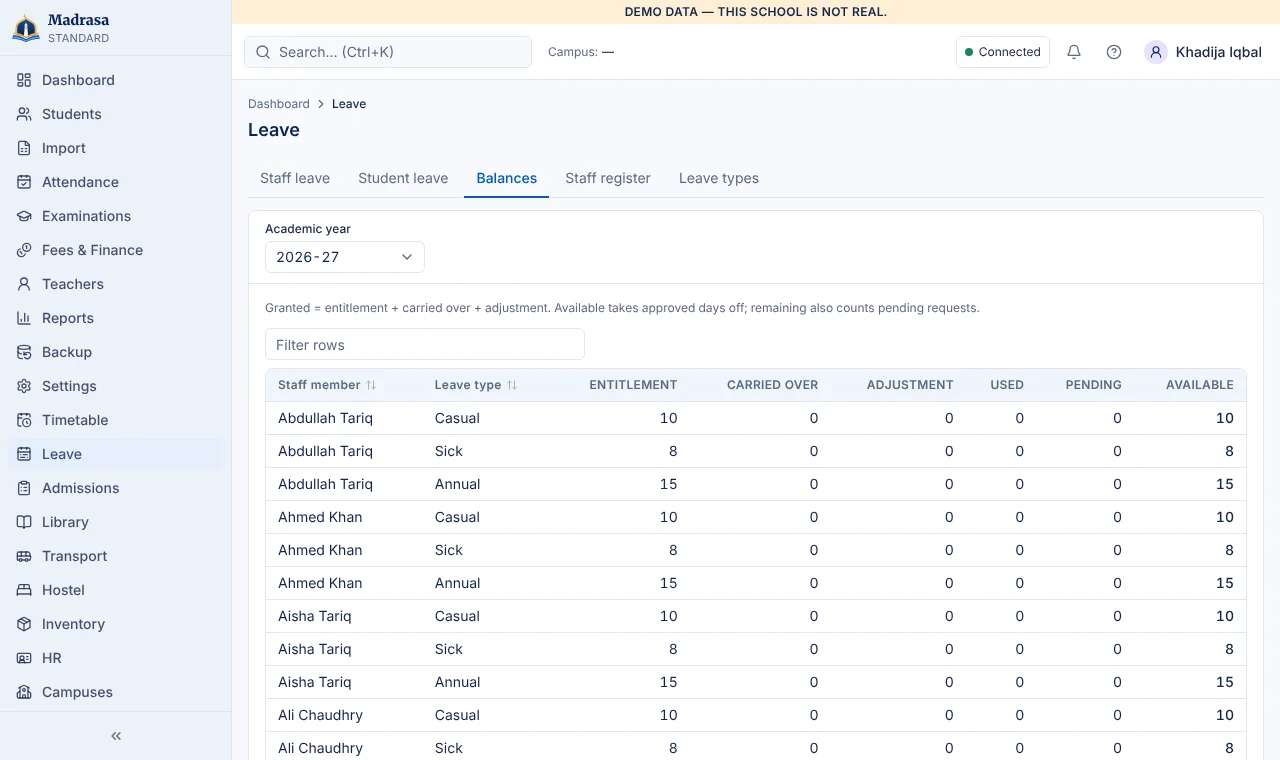 DEMO DATA — THIS SCHOOL IS NOT REAL.
Madrasa
STANDARD
Search... (Ctrl+K)
Campus: —
Connected
Khadija Iqbal
Dashboard
Students
Import
Attendance
Examinations
Fees & Finance
Teachers
Reports
Backup
Settings
Timetable
Leave
Admissions
Library
Transport
Hostel
Inventory
HR
Campuses
«
Dashboard > Leave
Leave
Staff leave Student leave Balances Staff register Leave types
Academic year
2026-27
Granted = entitlement + carried over + adjustment. Available takes approved days off; remaining also counts pending requests.
Filter rows
Staff member Leave type ENTITLEMENT CARRIED OVER ADJUSTMENT USED PENDING AVAILABLE
Abdullah Tariq Casual 10 0 0 0 0 10
Abdullah Tariq Sick 8 0 0 0 0 8
Abdullah Tariq Annual 15 0 0 0 0 15
Ahmed Khan Casual 10 0 0 0 0 10
Ahmed Khan Sick 8 0 0 0 0 8
Ahmed Khan Annual 15 0 0 0 0 15
Aisha Tariq Casual 10 0 0 0 0 10
Aisha Tariq Sick 8 0 0 0 0 8
Aisha Tariq Annual 15 0 0 0 0 15
Ali Chaudhry Casual 10 0 0 0 0 10
Ali Chaudhry Sick 8 0 0 0 0 8